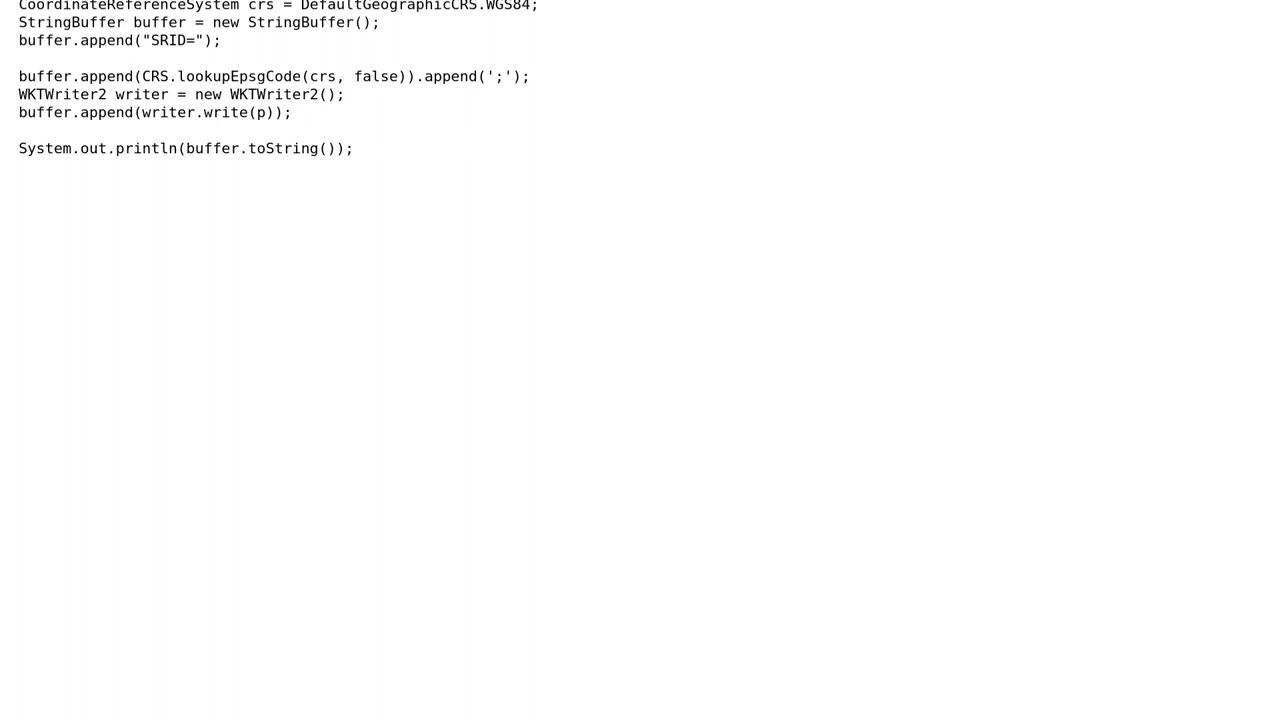 CoordinateReferenceSystem crs = DefaultGeographicCRS.WGS84;
StringBuffer buffer = new StringBuffer();
buffer.append("SRID=");
buffer.append(CRS.lookupEpsgCode(crs, false)).append(';');
WKTWriter2 writer = new WKTWriter2();
buffer.append(writer.write(p));
System.out.println(buffer.toString());